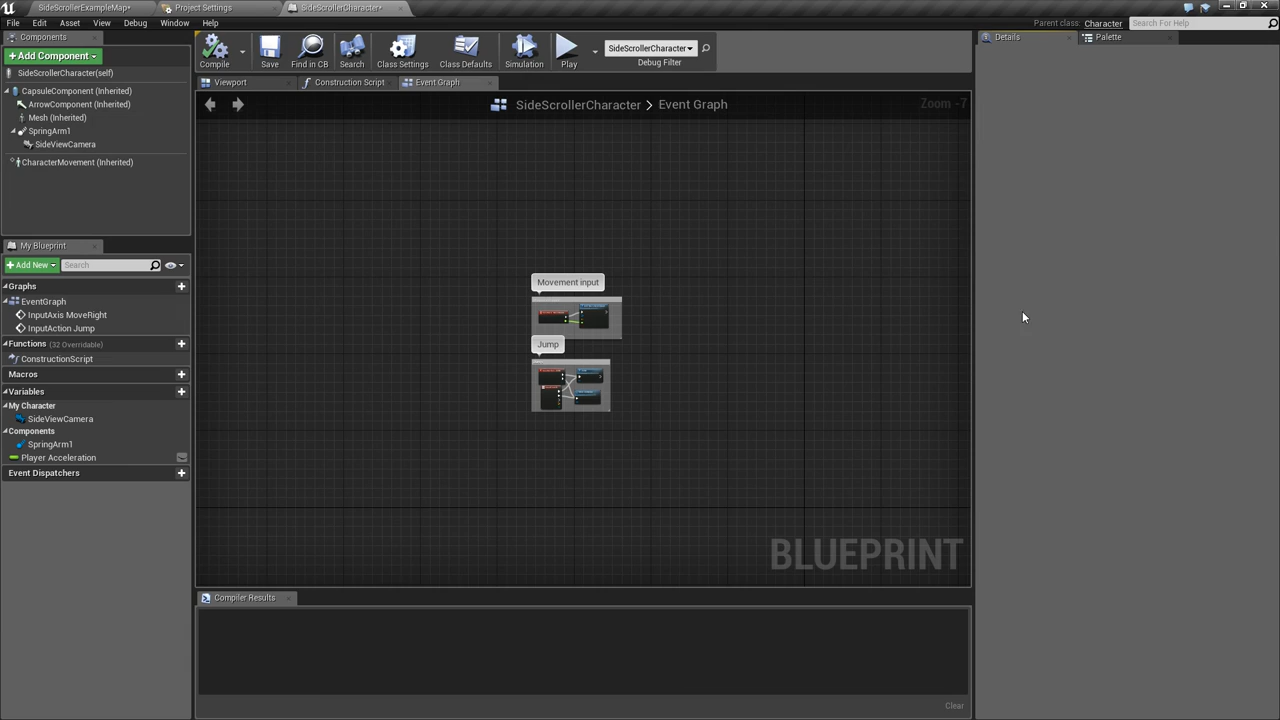 SideScrollerExampleMap*
Project Settings
SideScrollerCharacter*
File Edit Asset View Debug Window Help
Parent class: Character
Search For Help
Components
+Add Component
SideScrollerCharacter(self)
CapsuleComponent (Inherited)
ArrowComponent (Inherited)
Mesh (Inherited)
SpringArm1
SideViewCamera
CharacterMovement (Inherited)
My Blueprint
+Add New
Search
Graphs
EventGraph
InputAxis MoveRight
InputAction Jump
Functions (32 Overridable)
ConstructionScript
Macros
Variables
My Character
SideViewCamera
Components
SpringArm1
Player Acceleration
Event Dispatchers
Compile
Save
Find in CB
Search
Class Settings
Class Defaults
Simulation
Play
SideScrollerCharacter
Debug Filter
Viewport
Construction Script
Event Graph
SideScrollerCharacter > Event Graph
Zoom -7
Movement input
Jump
BLUEPRINT
Compiler Results
Clear
Details
Palette